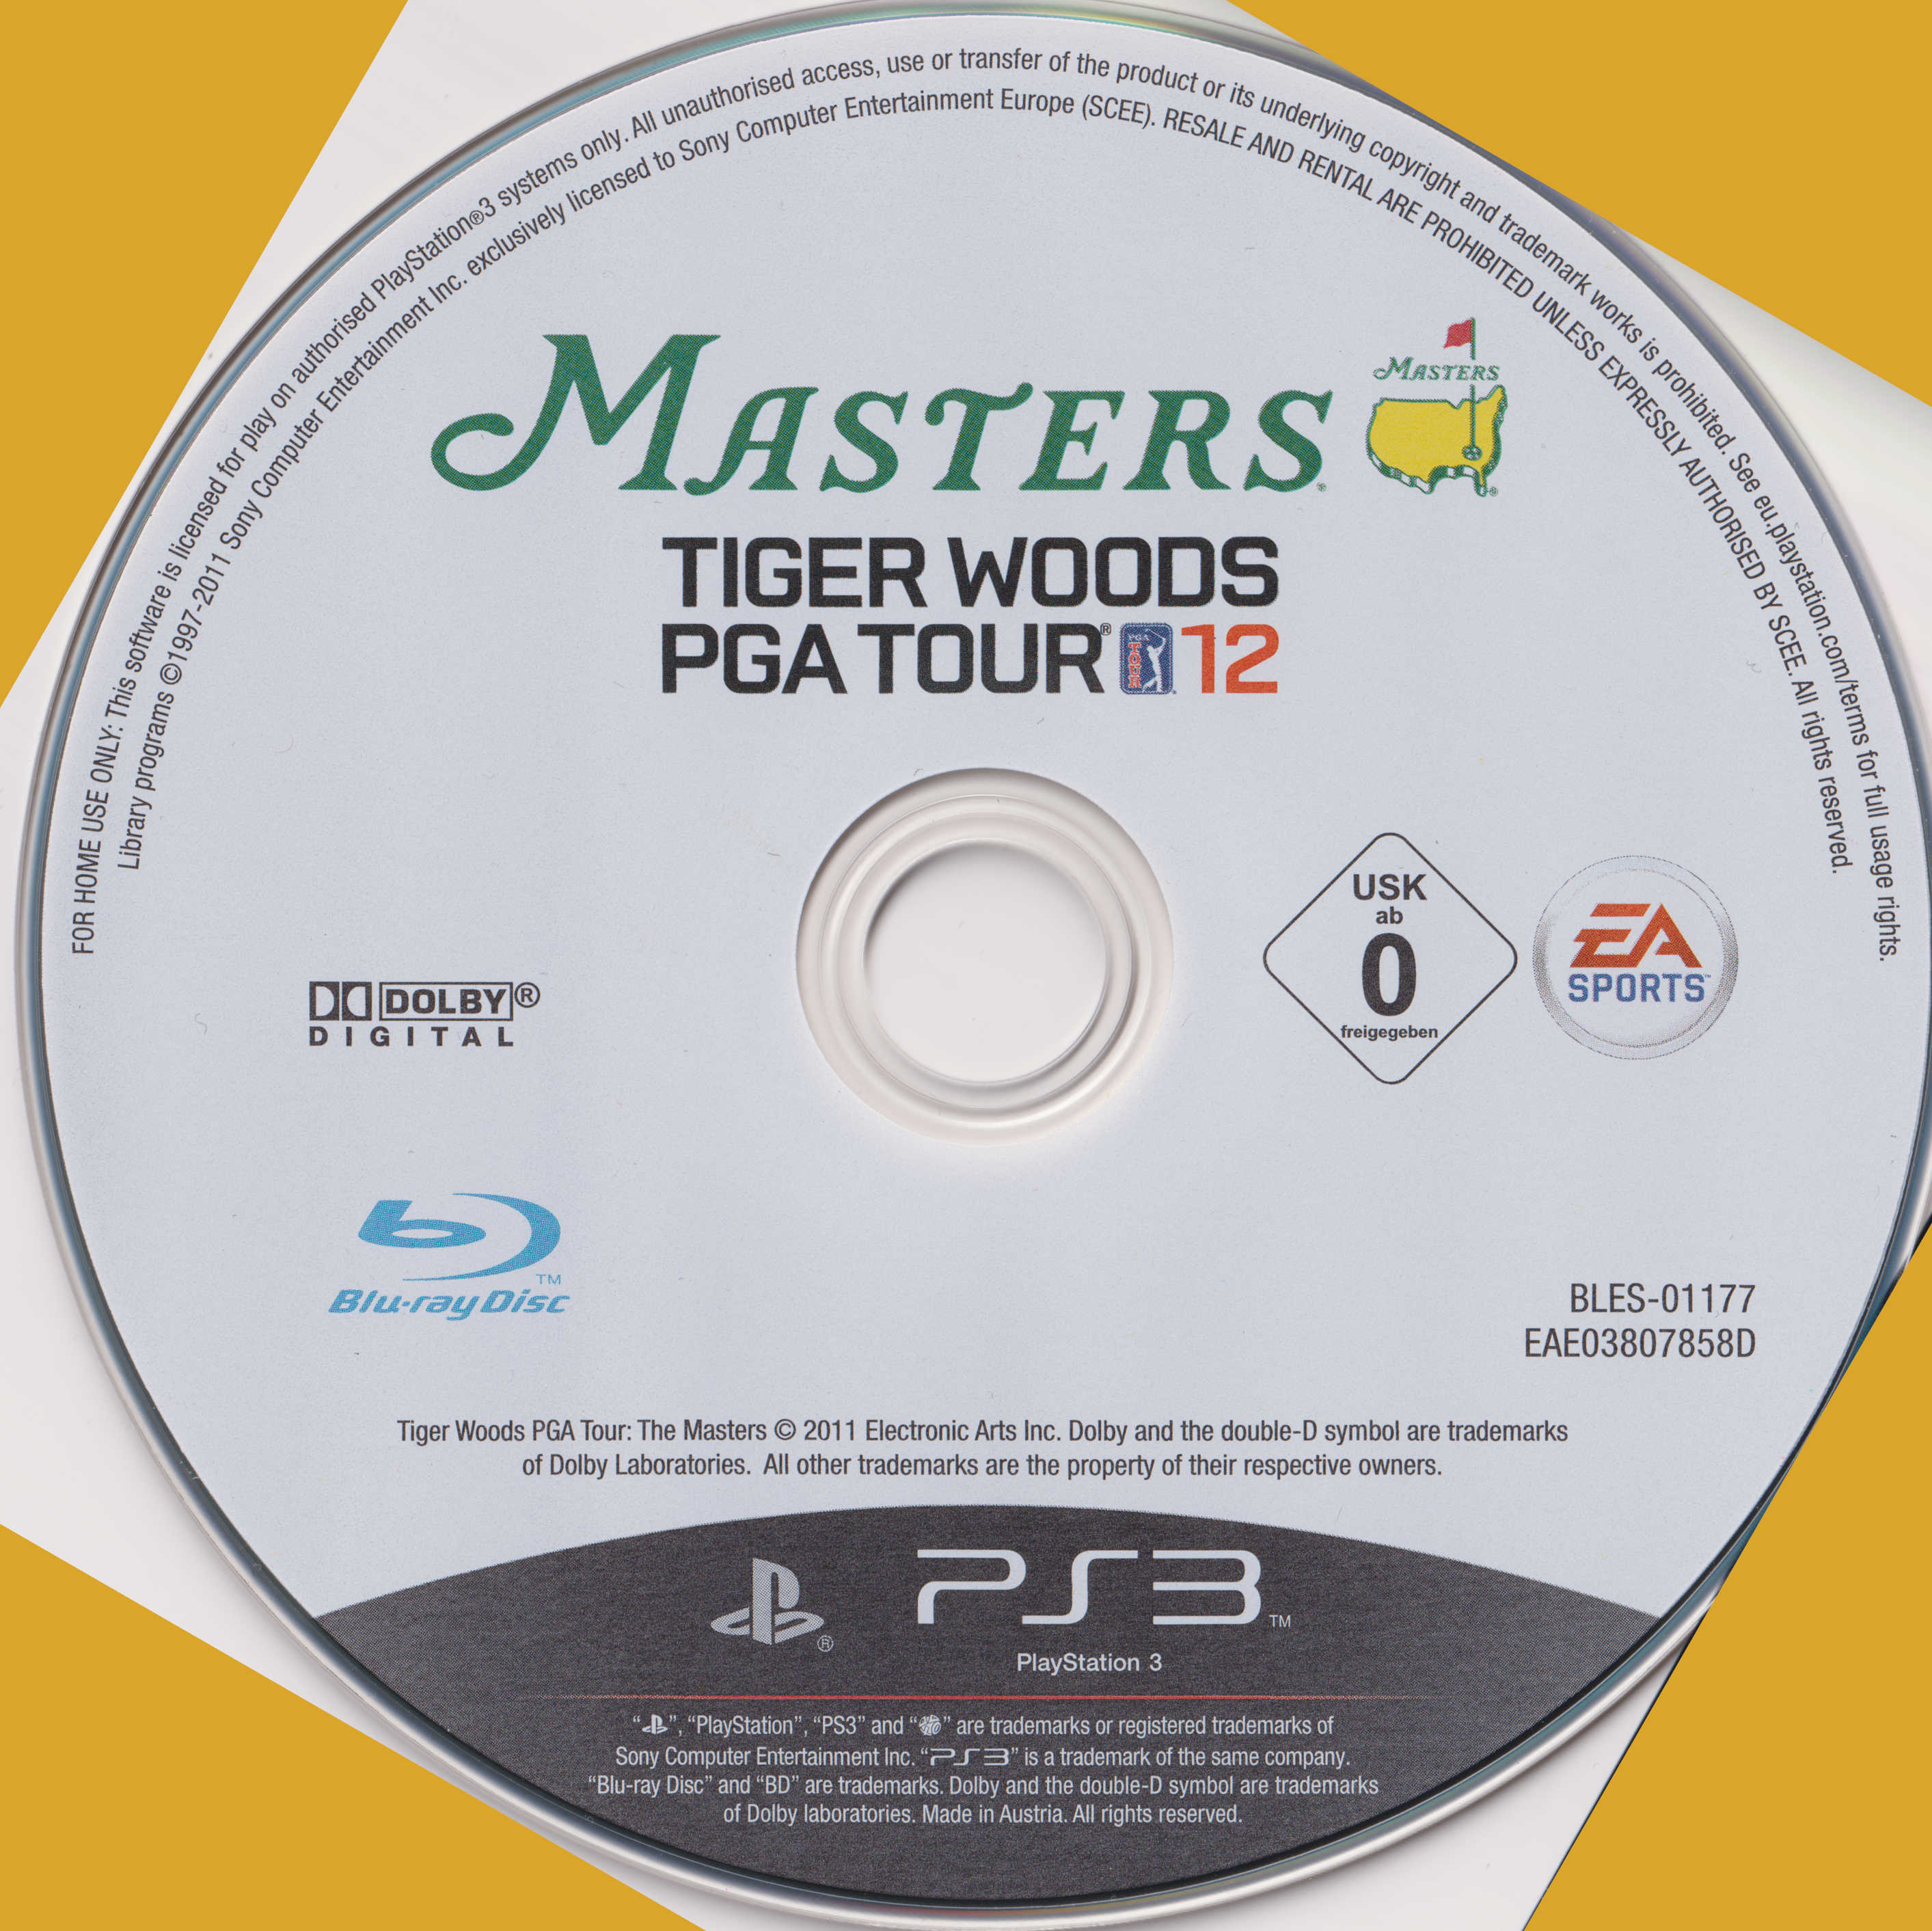 FOR HOME USE ONLY: This software is licensed for play on authorised PlayStation®3 systems only. All unauthorised access, use or transfer of the product or its underlying copyright and trademark works is prohibited. See eu.playstation.com/terms for full usage rights.
Library programs ©1997-2011 Sony Computer Entertainment Inc. exclusively licensed to Sony Computer Entertainment Europe (SCEE). RESALE AND RENTAL ARE PROHIBITED UNLESS EXPRESSLY AUTHORISED BY SCEE. All rights reserved.
MASTERS®
MASTERS ®
TIGER WOODS
PGA TOUR® PGA TOUR 12
USK
ab
0
freigegeben
EA
SPORTS™
DOLBY®
DIGITAL
TM
Blu-ray Disc
BLES-01177
EAE03807858D
Tiger Woods PGA Tour: The Masters © 2011 Electronic Arts Inc. Dolby and the double-D symbol are trademarks
of Dolby Laboratories. All other trademarks are the property of their respective owners.
® PS3™
PlayStation 3
“PS”, “PlayStation”, “PS3” and “” are trademarks or registered trademarks of
Sony Computer Entertainment Inc. “PS3” is a trademark of the same company.
“Blu-ray Disc” and “BD” are trademarks. Dolby and the double-D symbol are trademarks
of Dolby laboratories. Made in Austria. All rights reserved.